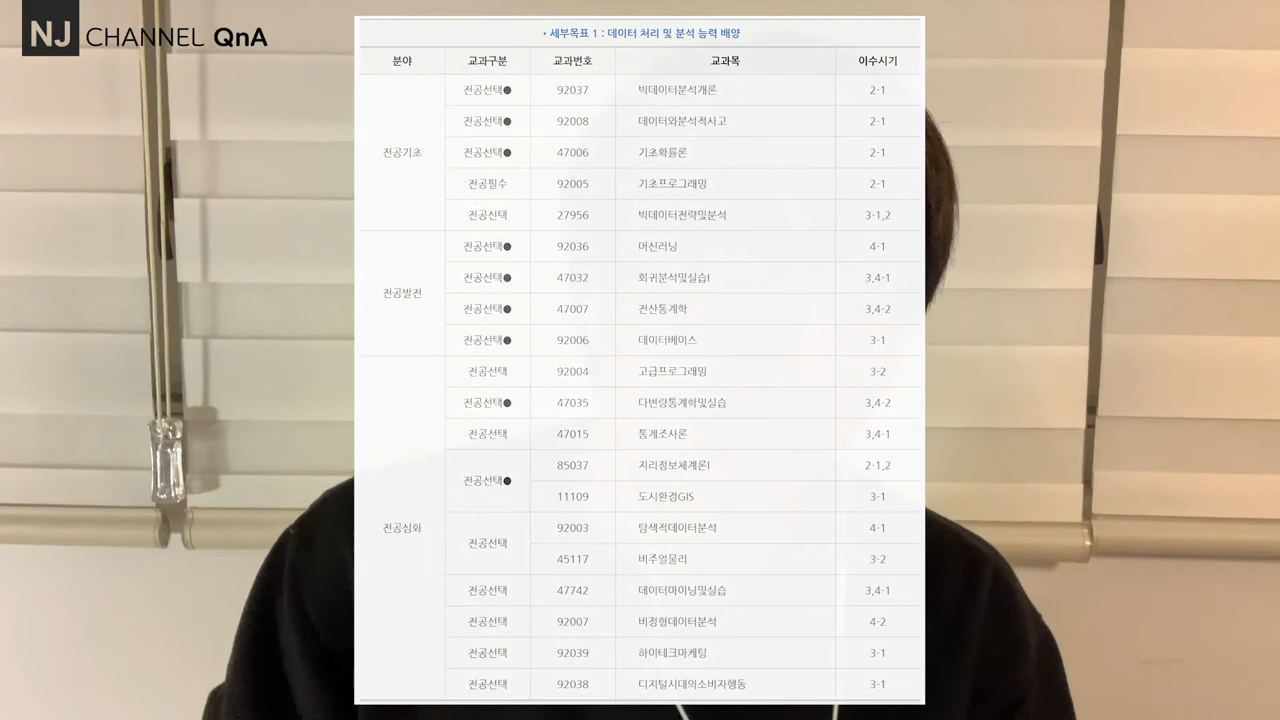 NJ CHANNEL QnA
• 세부목표 1 : 데이터 처리 및 분석 능력 배양
분야 교과구분 교과번호 교과목 이수시기
전공기초 전공선택● 92037 빅데이터분석개론 2-1
전공선택● 92008 데이터와분석적사고 2-1
전공선택● 47006 기초확률론 2-1
전공필수 92005 기초프로그래밍 2-1
전공선택 27956 빅데이터전략및분석 3-1,2
전공발전 전공선택● 92036 머신러닝 4-1
전공선택● 47032 회귀분석및실습I 3,4-1
전공선택● 47007 전산통계학 3,4-2
전공선택● 92006 데이터베이스 3-1
전공심화 전공선택 92004 고급프로그래밍 3-2
전공선택● 47035 다변량통계학및실습 3,4-2
전공선택 47015 통계조사론 3,4-1
전공선택● 85037 지리정보체계론I 2-1,2
11109 도시환경GIS 3-1
전공선택 92003 탐색적데이터분석 4-1
45117 비주얼물리 3-2
전공선택 47742 데이터마이닝및실습 3,4-1
전공선택 92007 비정형데이터분석 4-2
전공선택 92039 하이테크마케팅 3-1
전공선택 92038 디지털시대의소비자행동 3-1